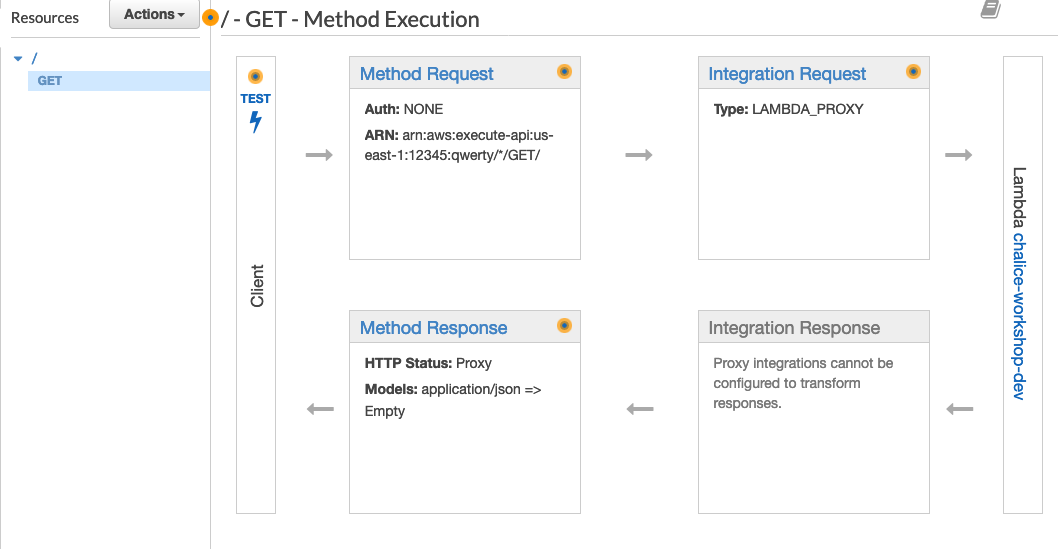 Resources
Actions
/ - GET - Method Execution
/
GET
TEST
Client
Method Request
Auth: NONE
ARN: arn:aws:execute-api:us-
east-1:12345:qwerty/*/GET/
Integration Request
Type: LAMBDA_PROXY
Lambda chalice-workshop-dev
Method Response
HTTP Status: Proxy
Models: application/json =>
Empty
Integration Response
Proxy integrations cannot be
configured to transform
responses.